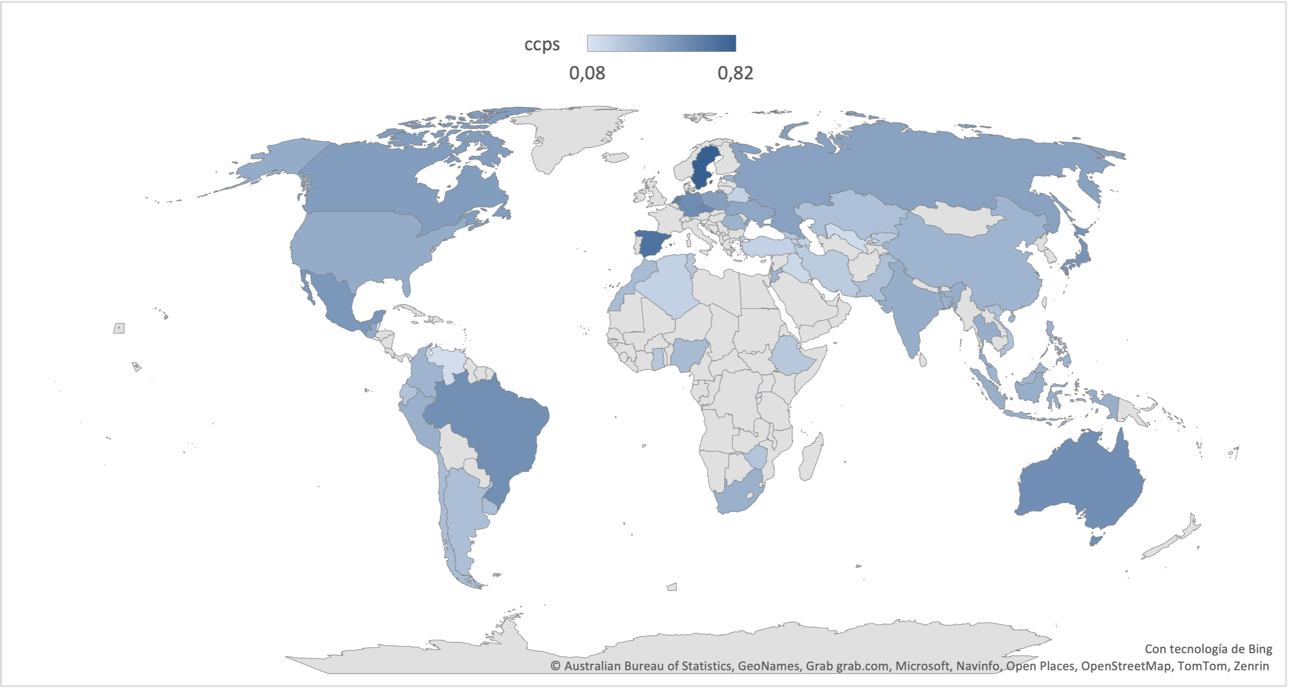 ccps
0,08 0,82
Con tecnología de Bing
© Australian Bureau of Statistics, GeoNames, Grab grab.com, Microsoft, Navinfo, Open Places, OpenStreetMap, TomTom, Zenrin